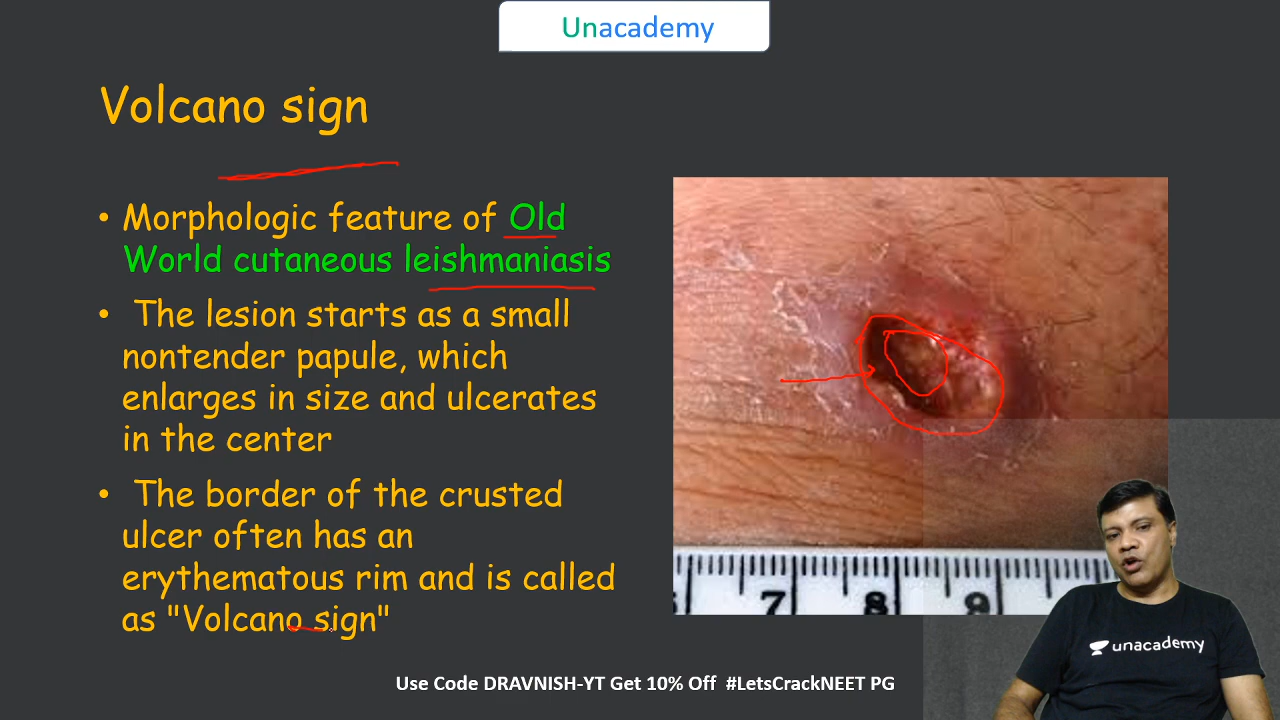 Unacademy
Volcano sign
• Morphologic feature of Old
World cutaneous leishmaniasis
• The lesion starts as a small
nontender papule, which
enlarges in size and ulcerates
in the center
• The border of the crusted
ulcer often has an
erythematous rim and is called
as "Volcano sign"
7 8 9
unacademy
Use Code DRAVNISH-YT Get 10% Off #LetsCrackNEET PG